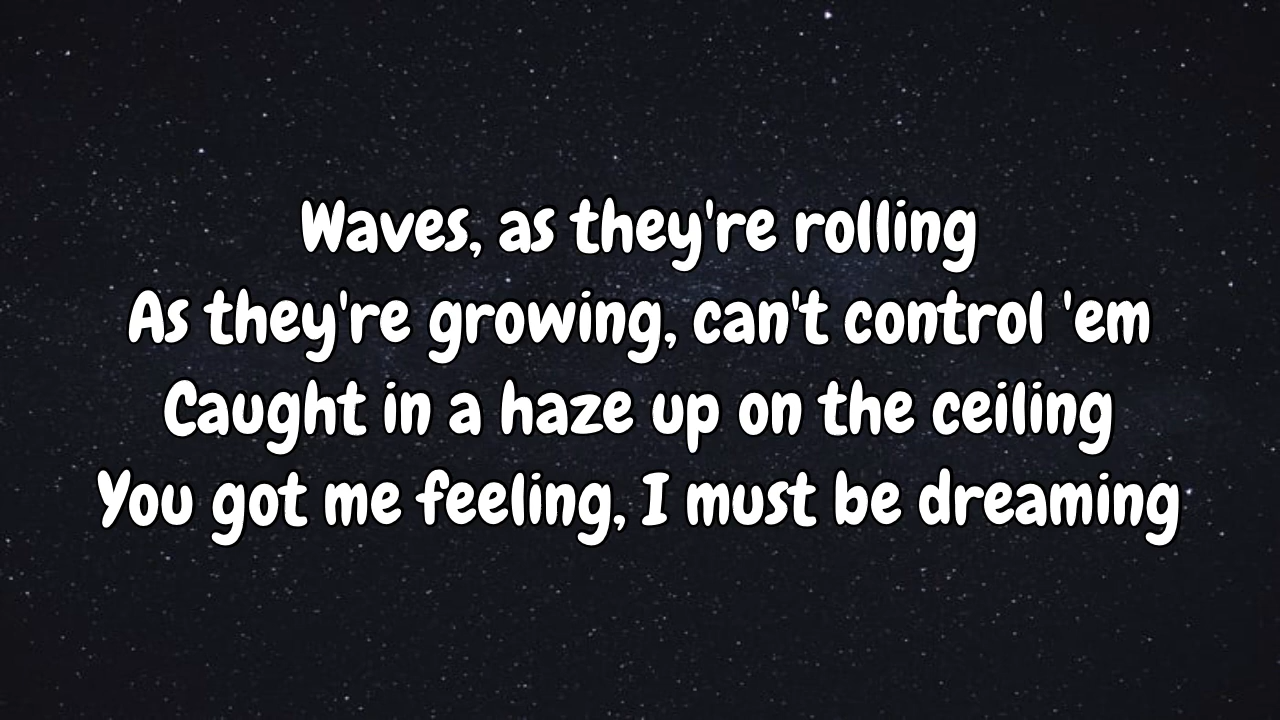 Waves, as they're rolling
As they're growing, can't control 'em
Caught in a haze up on the ceiling
You got me feeling, I must be dreaming